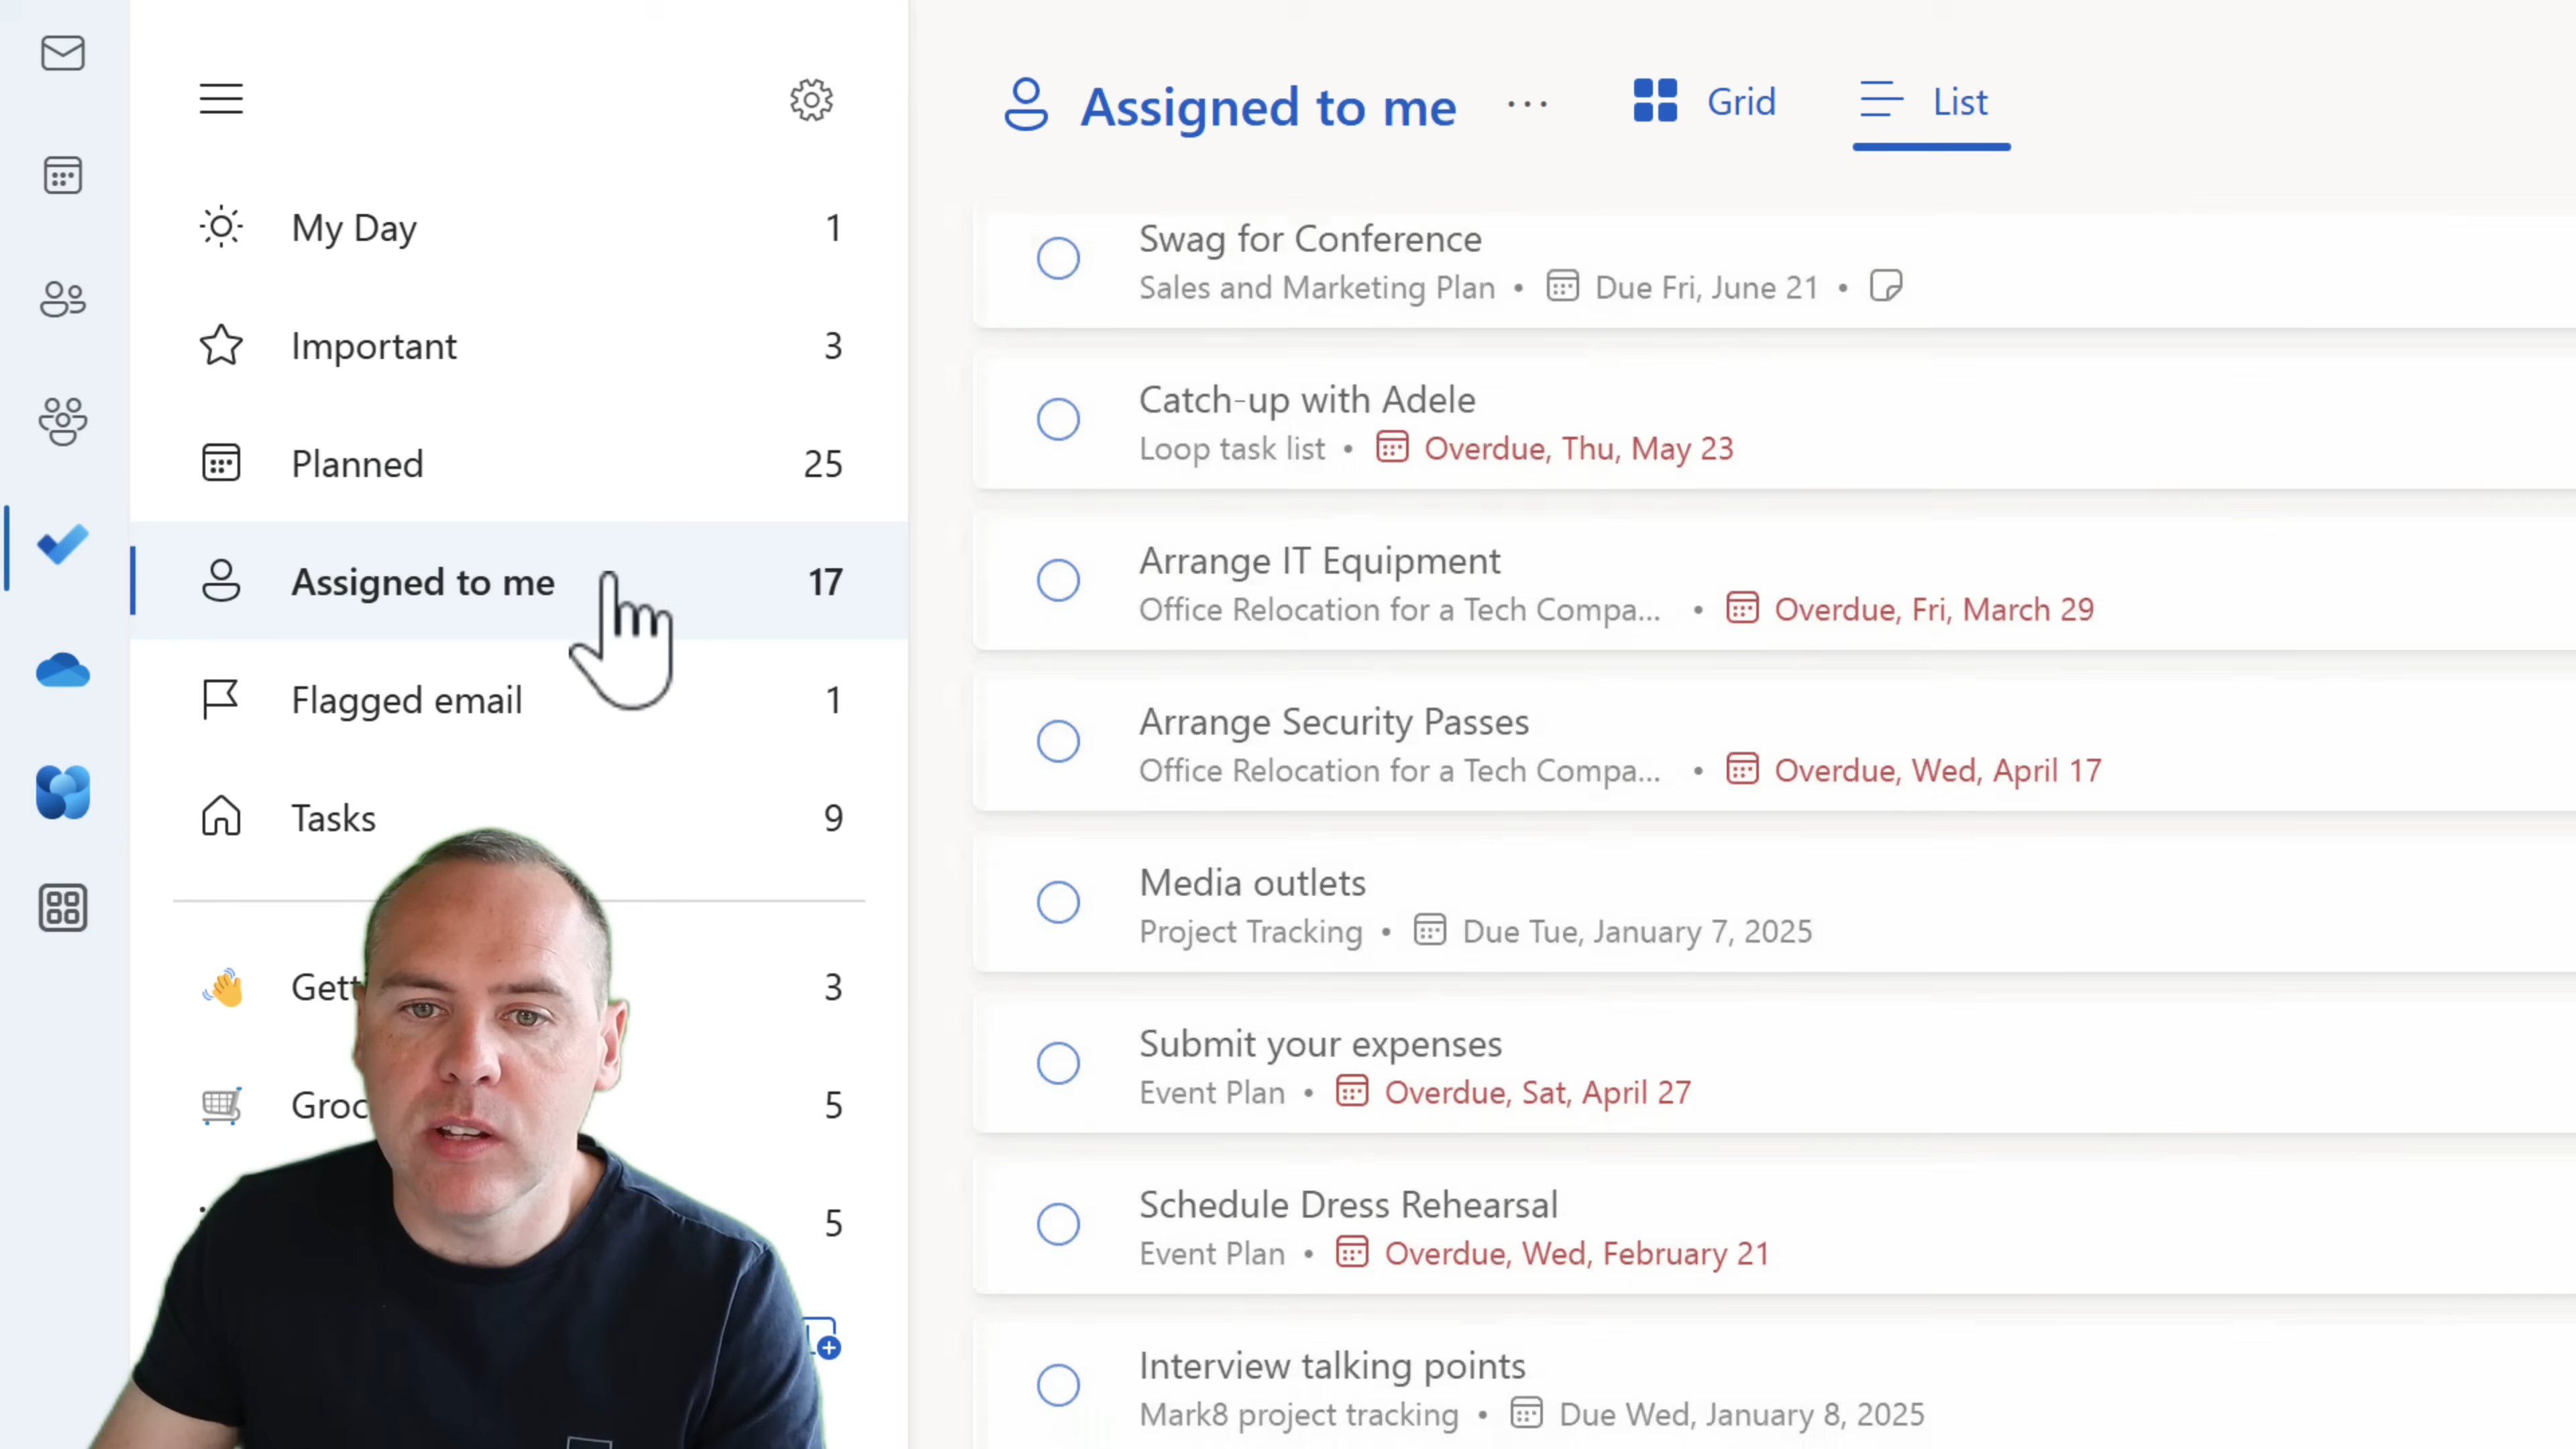 My Day 1
Important 3
Planned 25
Assigned to me 17
Flagged email 1
Tasks 9
3
5
5
Assigned to me ... Grid List
Swag for Conference
Sales and Marketing Plan • Due Fri, June 21 •
Catch-up with Adele
Loop task list • Overdue, Thu, May 23
Arrange IT Equipment
Office Relocation for a Tech Compa... • Overdue, Fri, March 29
Arrange Security Passes
Office Relocation for a Tech Compa... • Overdue, Wed, April 17
Media outlets
Project Tracking • Due Tue, January 7, 2025
Submit your expenses
Event Plan • Overdue, Sat, April 27
Schedule Dress Rehearsal
Event Plan • Overdue, Wed, February 21
Interview talking points
Mark8 project tracking • Due Wed, January 8, 2025